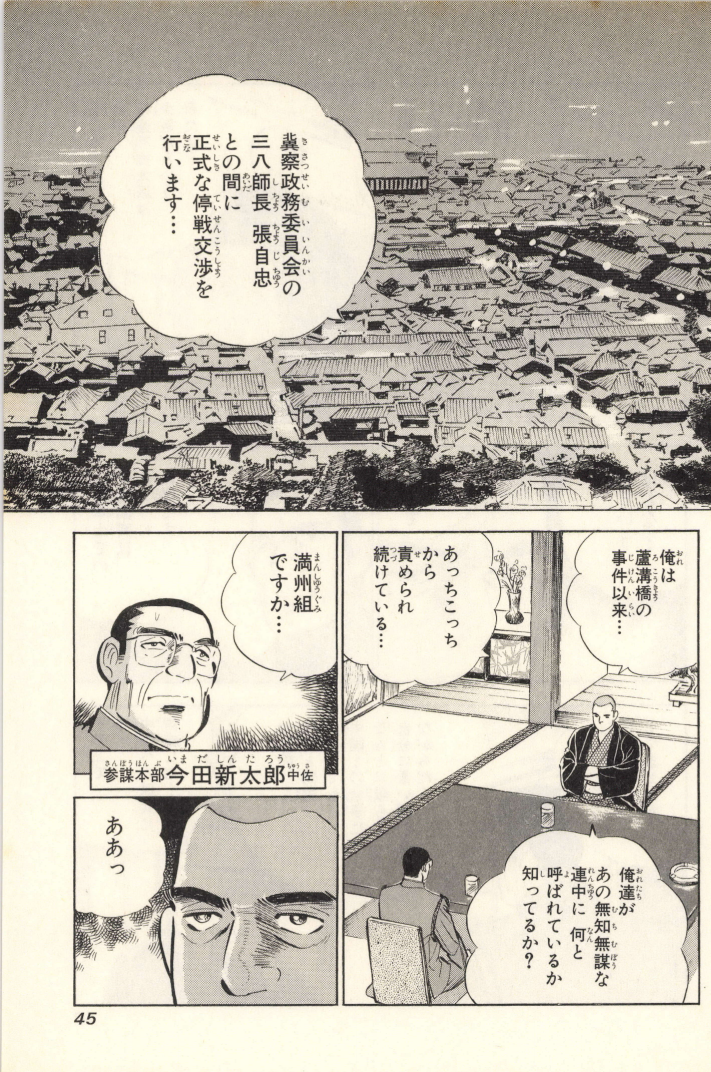 冀察政務委員会の
三八師長 張自忠
との間に
正式な停戦交渉を
行います…
俺は
蘆溝橋の
事件以来…
あっちこっち
から
責められ
続けている…
俺達が
あの無知無謀な
連中に 何と
呼ばれているか
知ってるか?
満州組
ですか…
参謀本部 今田新太郎 中佐
ああっ
45